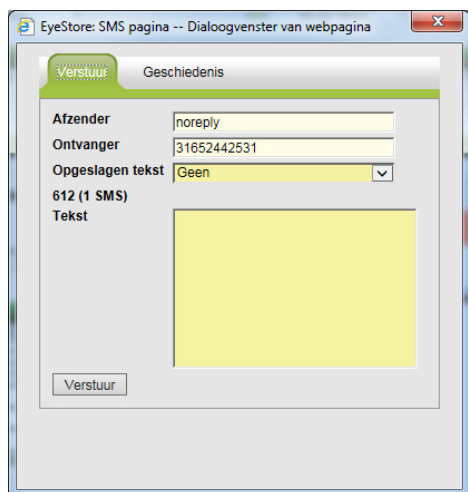 EyeStore: SMS pagina -- Dialoogvenster van webpagina
Verstuur Geschiedenis
Afzender noreply
Ontvanger 31652442531
Opgeslagen tekst Geen
612 (1 SMS)
Tekst
Verstuur